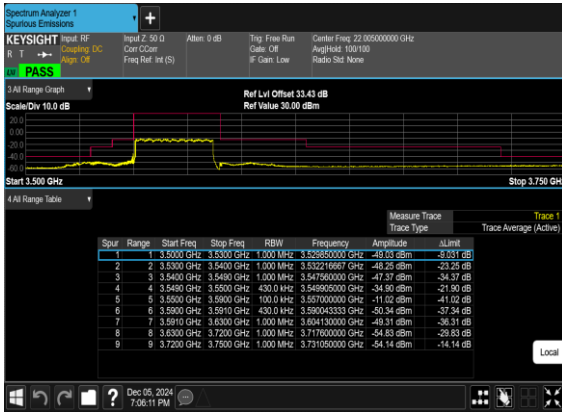 Spectrum Analyzer 1
Spurious Emissions
+
KEYSIGHT Input: RF Input Z: 50 Ω Atten: 0 dB Trig: Free Run Center Freq: 22.005000000 GHz
R T Coupling: DC Corr CCorr Gate: Off Avg|Hold: 100/100
Align: Off Freq Ref: Int (S) IF Gain: Low Radio Std: None
LXI PASS
3 All Range Graph
Ref Lvl Offset 33.43 dB
Scale/Div 10.0 dB Ref Value 30.00 dBm
20.0
0.00
-20.0
-40.0
-60.0
Start 3.500 GHz Stop 3.750 GHz
4 All Range Table
Measure Trace Trace 1
Trace Type Trace Average (Active)
Spur Range Start Freq Stop Freq RBW Frequency Amplitude ΔLimit
1 1 3.5000 GHz 3.5300 GHz 1.000 MHz 3.529850000 GHz -49.03 dBm -9.031 dB
2 2 3.5300 GHz 3.5400 GHz 1.000 MHz 3.532216667 GHz -48.25 dBm -23.25 dB
3 3 3.5400 GHz 3.5490 GHz 1.000 MHz 3.547560000 GHz -47.37 dBm -34.37 dB
4 4 3.5490 GHz 3.5500 GHz 430.0 kHz 3.549905000 GHz -34.90 dBm -21.90 dB
5 5 3.5500 GHz 3.5900 GHz 100.0 kHz 3.557000000 GHz -11.02 dBm -41.02 dB
6 6 3.5900 GHz 3.5910 GHz 430.0 kHz 3.590043333 GHz -50.34 dBm -37.34 dB
7 7 3.5910 GHz 3.6300 GHz 1.000 MHz 3.604130000 GHz -49.31 dBm -36.31 dB
8 8 3.6300 GHz 3.7200 GHz 1.000 MHz 3.717600000 GHz -54.83 dBm -29.83 dB
9 9 3.7200 GHz 3.7500 GHz 1.000 MHz 3.731050000 GHz -54.14 dBm -14.14 dB
Local
? Dec 05, 2024
7:06:11 PM